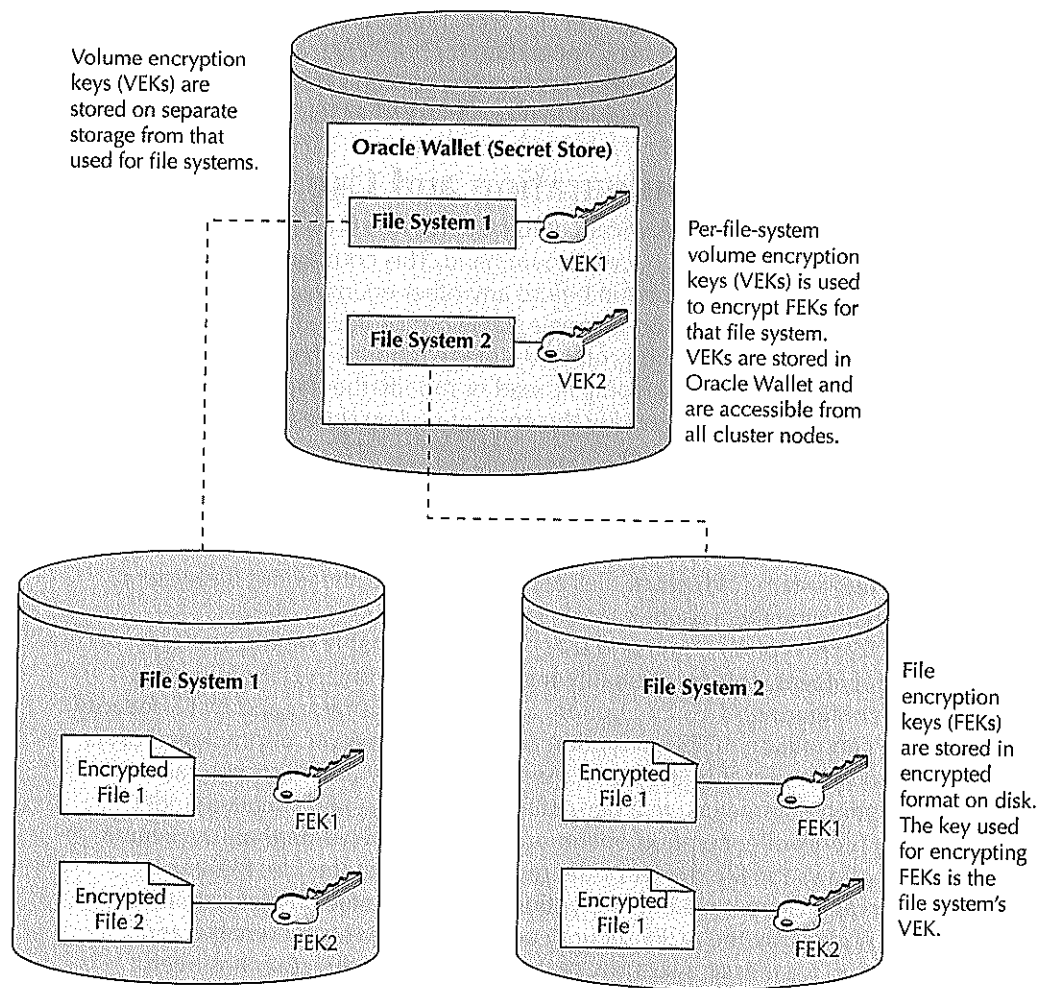 Volume encryption
keys (VEKs) are
stored on separate
storage from that
used for file systems.
Oracle Wallet (Secret Store)
File System 1
VEK1
File System 2
VEK2
Per-file-system
volume encryption
keys (VEKs) is used
to encrypt FEKs for
that file system.
VEKs are stored in
Oracle Wallet and
are accessible from
all cluster nodes.
File System 1
Encrypted
File 1
FEK1
Encrypted
File 2
FEK2
File System 2
Encrypted
File 1
FEK1
Encrypted
File 1
FEK2
File
encryption
keys (FEKs)
are stored in
encrypted
format on disk.
The key used
for encrypting
FEKs is the
file system's
VEK.